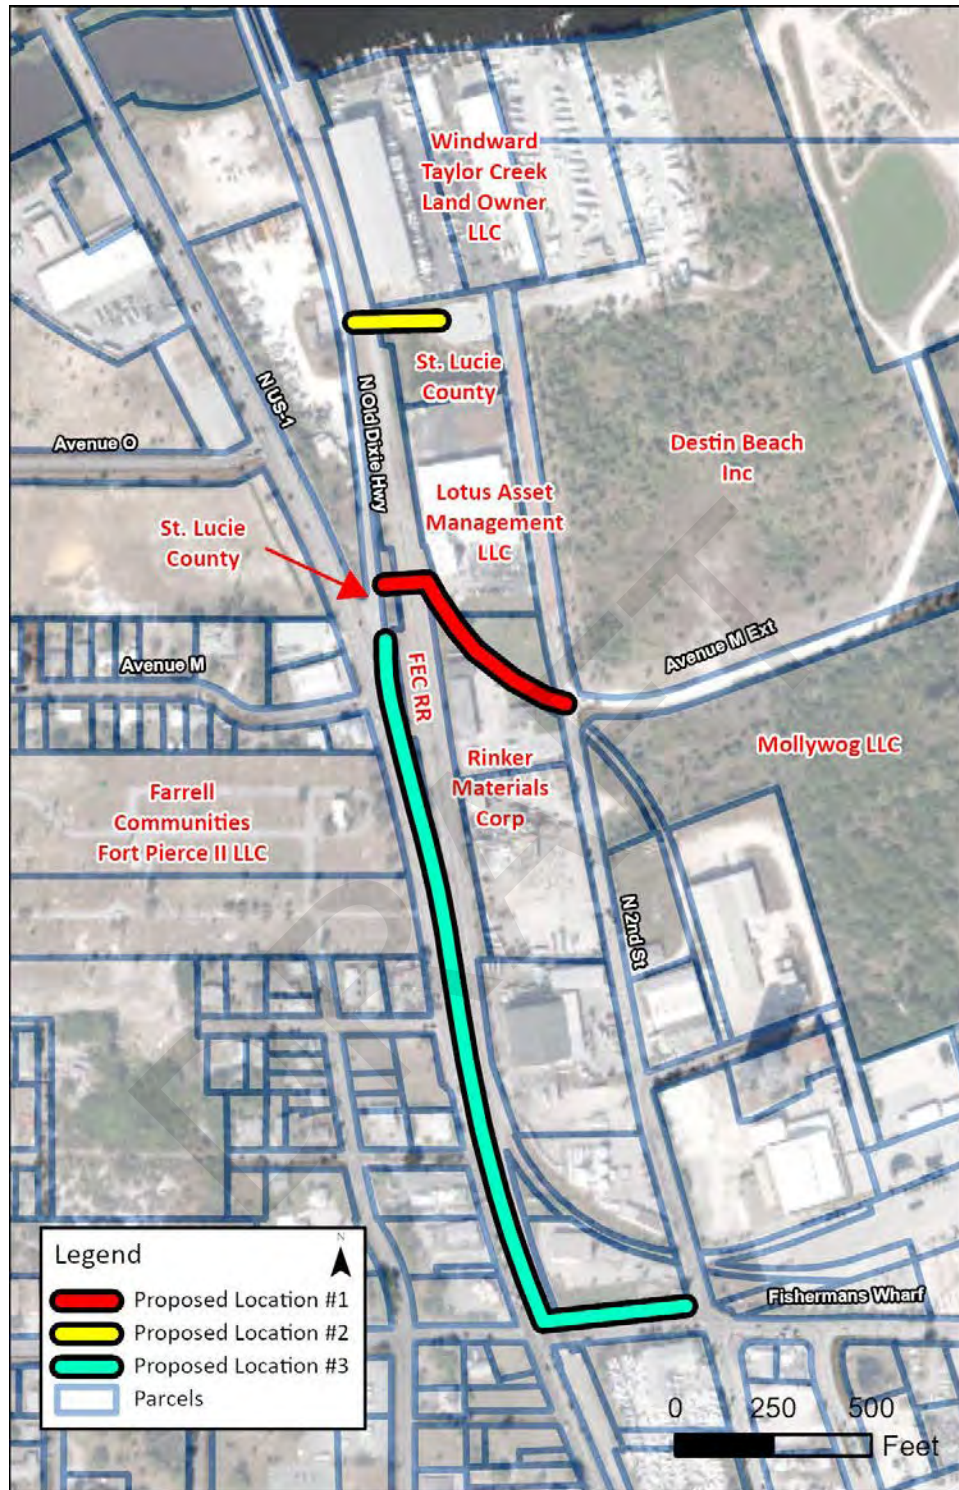 Windward
Taylor Creek
Land Owner
LLC
St. Lucie
County
N US-1
N Old Dixie Hwy
Avenue O
Destin Beach
Inc
Lotus Asset
Management
LLC
St. Lucie
County
Avenue M Ext
Avenue M
FEC RR
Mollywog LLC
Rinker
Materials
Corp
Farrell
Communities
Fort Pierce II LLC
N 2nd St
DRAFT
Fishermans Wharf
Legend
N
Proposed Location #1
Proposed Location #2
Proposed Location #3
Parcels
0 250 500
Feet